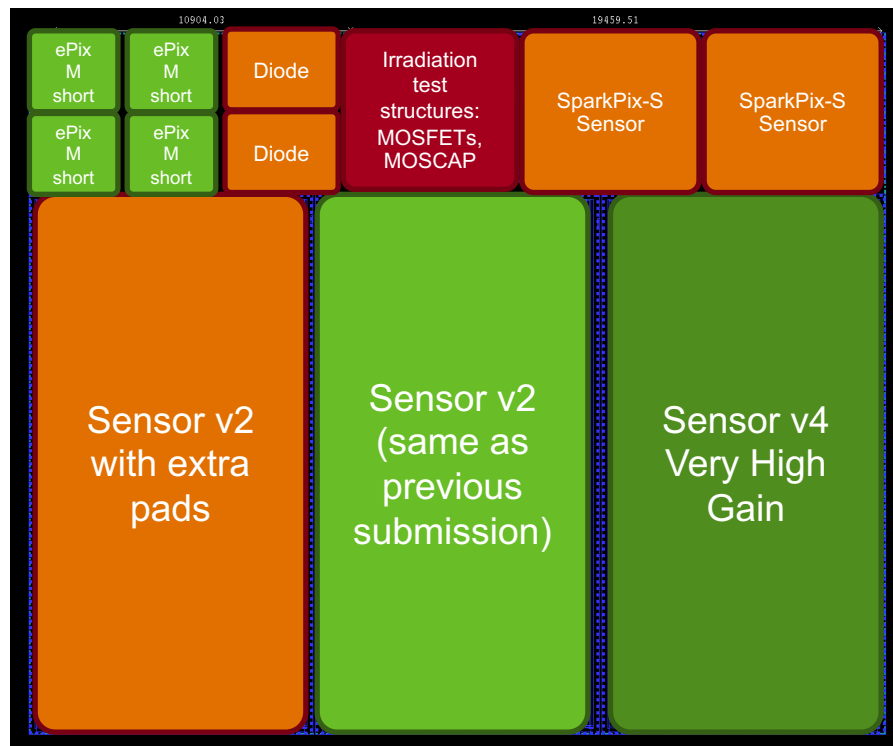 10904.03
19459.51
ePix
M
short
ePix
M
short
Diode
Irradiation
test
structures:
MOSFETs,
MOSCAP
SparkPix-S
Sensor
SparkPix-S
Sensor
ePix
M
short
ePix
M
short
Diode
Sensor v2
with extra
pads
Sensor v2
(same as
previous
submission)
Sensor v4
Very High
Gain